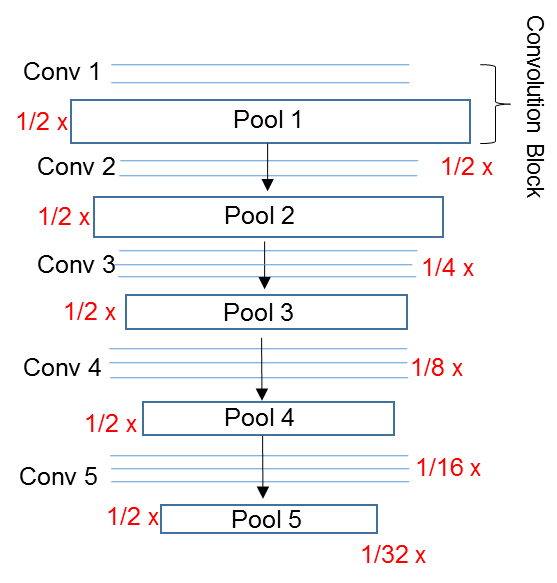 Conv 1
Convolution Block
1/2 x
Pool 1
Conv 2
1/2 x
1/2 x
Pool 2
Conv 3
1/4 x
1/2 x
Pool 3
Conv 4
1/8 x
1/2 x
Pool 4
Conv 5
1/16 x
1/2 x
Pool 5
1/32 x